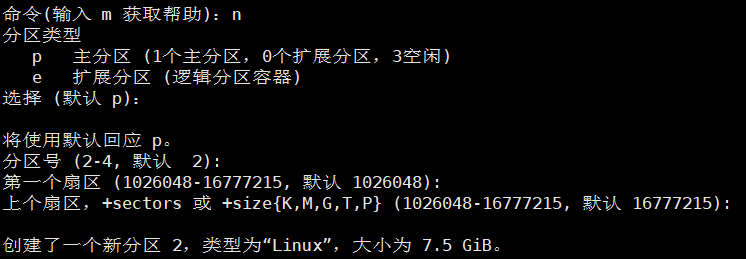 命令(输入 m 获取帮助)：n
分区类型
   p   主分区 (1个主分区，0个扩展分区，3空闲)
   e   扩展分区 (逻辑分区容器)
选择 (默认 p)：

将使用默认回应 p。
分区号 (2-4, 默认  2):
第一个扇区 (1026048-16777215, 默认 1026048):
上个扇区，+sectors 或 +size{K,M,G,T,P} (1026048-16777215, 默认 16777215):

创建了一个新分区 2，类型为“Linux”，大小为 7.5 GiB。